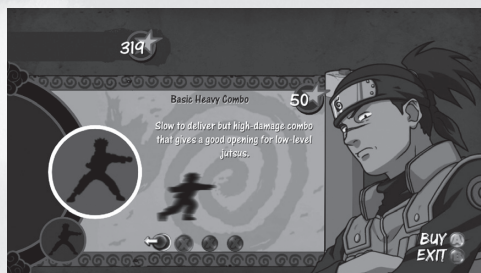 319
Basic Heavy Combo
50
Slow to deliver but high-damage combo
that gives a good opening for low-level
jutsus.
BUY A
EXIT